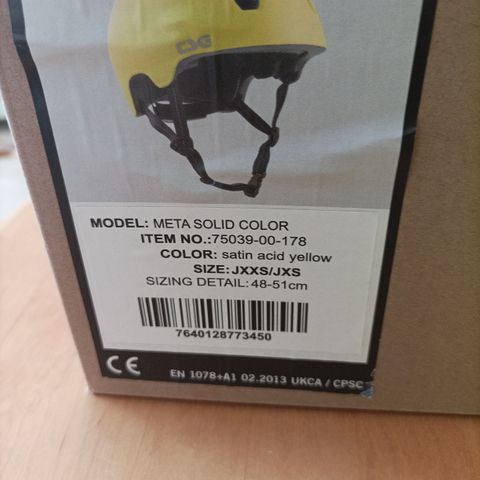 TSG
MODEL: META SOLID COLOR
ITEM NO.:75039-00-178
COLOR: satin acid yellow
SIZE: JXXS/JXS
SIZING DETAIL: 48-51cm
7640128773450
CE EN 1078+A1 02.2013 UKCA / CPSC